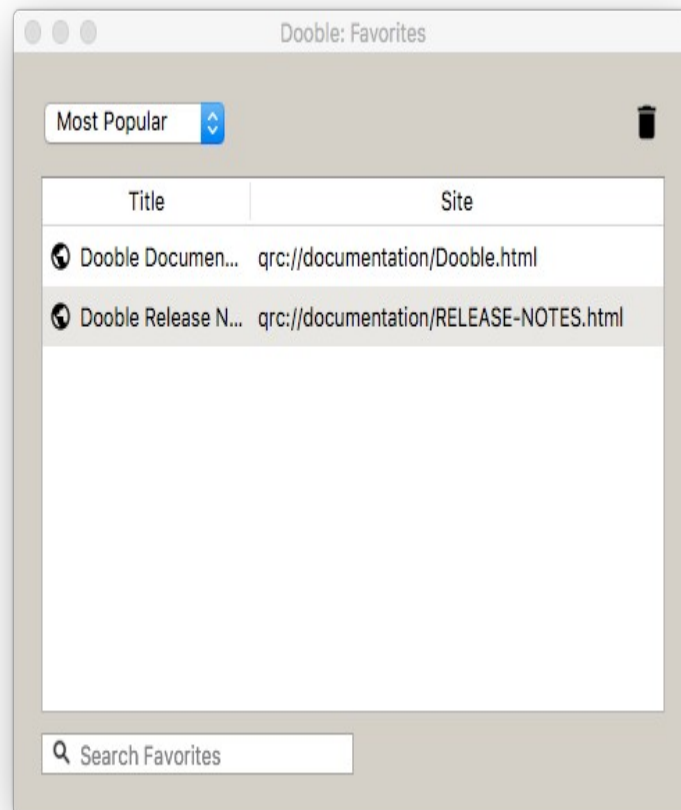 Dooble: Favorites
Most Popular
Title Site
Dooble Documen... qrc://documentation/Dooble.html
Dooble Release N... qrc://documentation/RELEASE-NOTES.html
Search Favorites